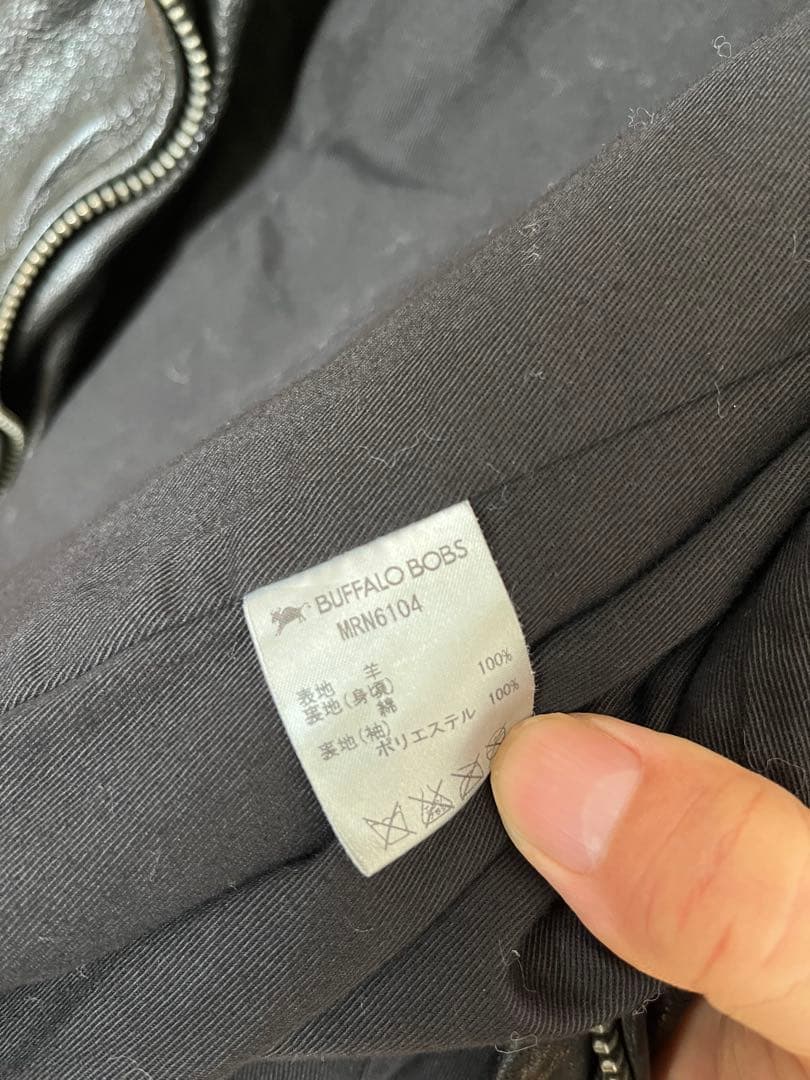 BUFFALO BOBS
MRN6104
表地 羊
裏地(身頃)
綿 100%
裏地(袖)
ポリエステル 100%